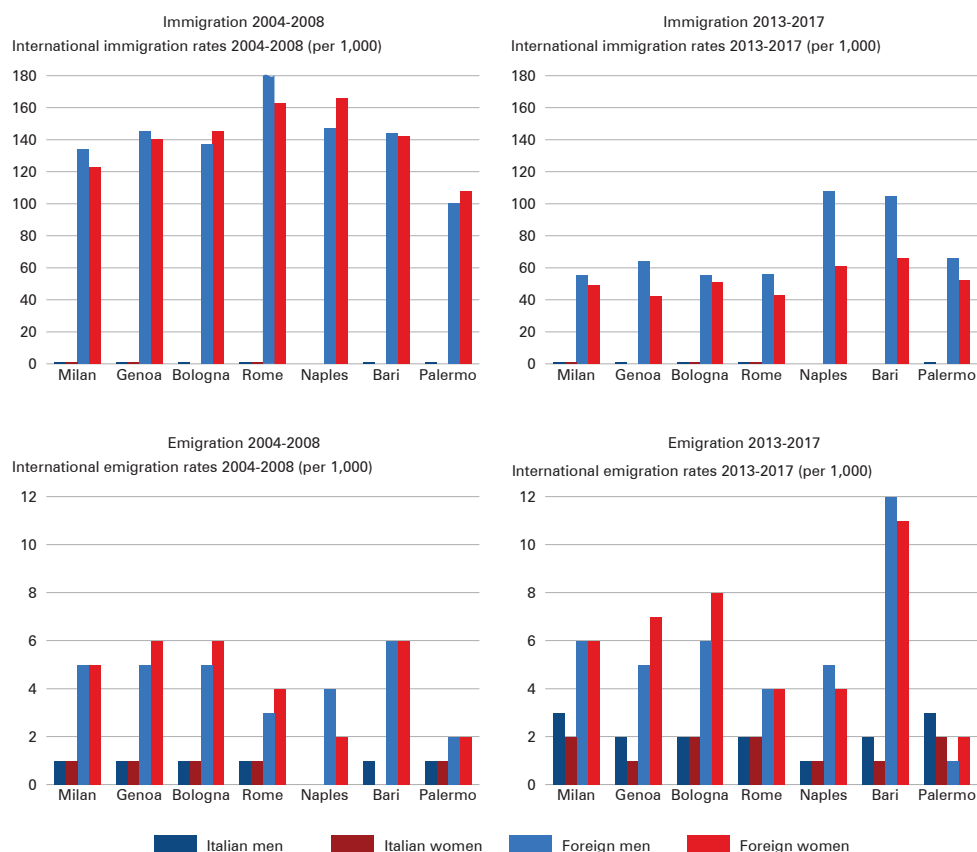 Immigration 2004-2008
International immigration rates 2004-2008 (per 1,000)
180
160
140
120
100
80
60
40
20
0
Milan Genoa Bologna Rome Naples Bari Palermo
Immigration 2013-2017
International immigration rates 2013-2017 (per 1,000)
180
160
140
120
100
80
60
40
20
0
Milan Genoa Bologna Rome Naples Bari Palermo
Emigration 2004-2008
International emigration rates 2004-2008 (per 1,000)
12
10
8
6
4
2
0
Milan Genoa Bologna Rome Naples Bari Palermo
Emigration 2013-2017
International emigration rates 2013-2017 (per 1,000)
12
10
8
6
4
2
0
Milan Genoa Bologna Rome Naples Bari Palermo
Italian men Italian women Foreign men Foreign women